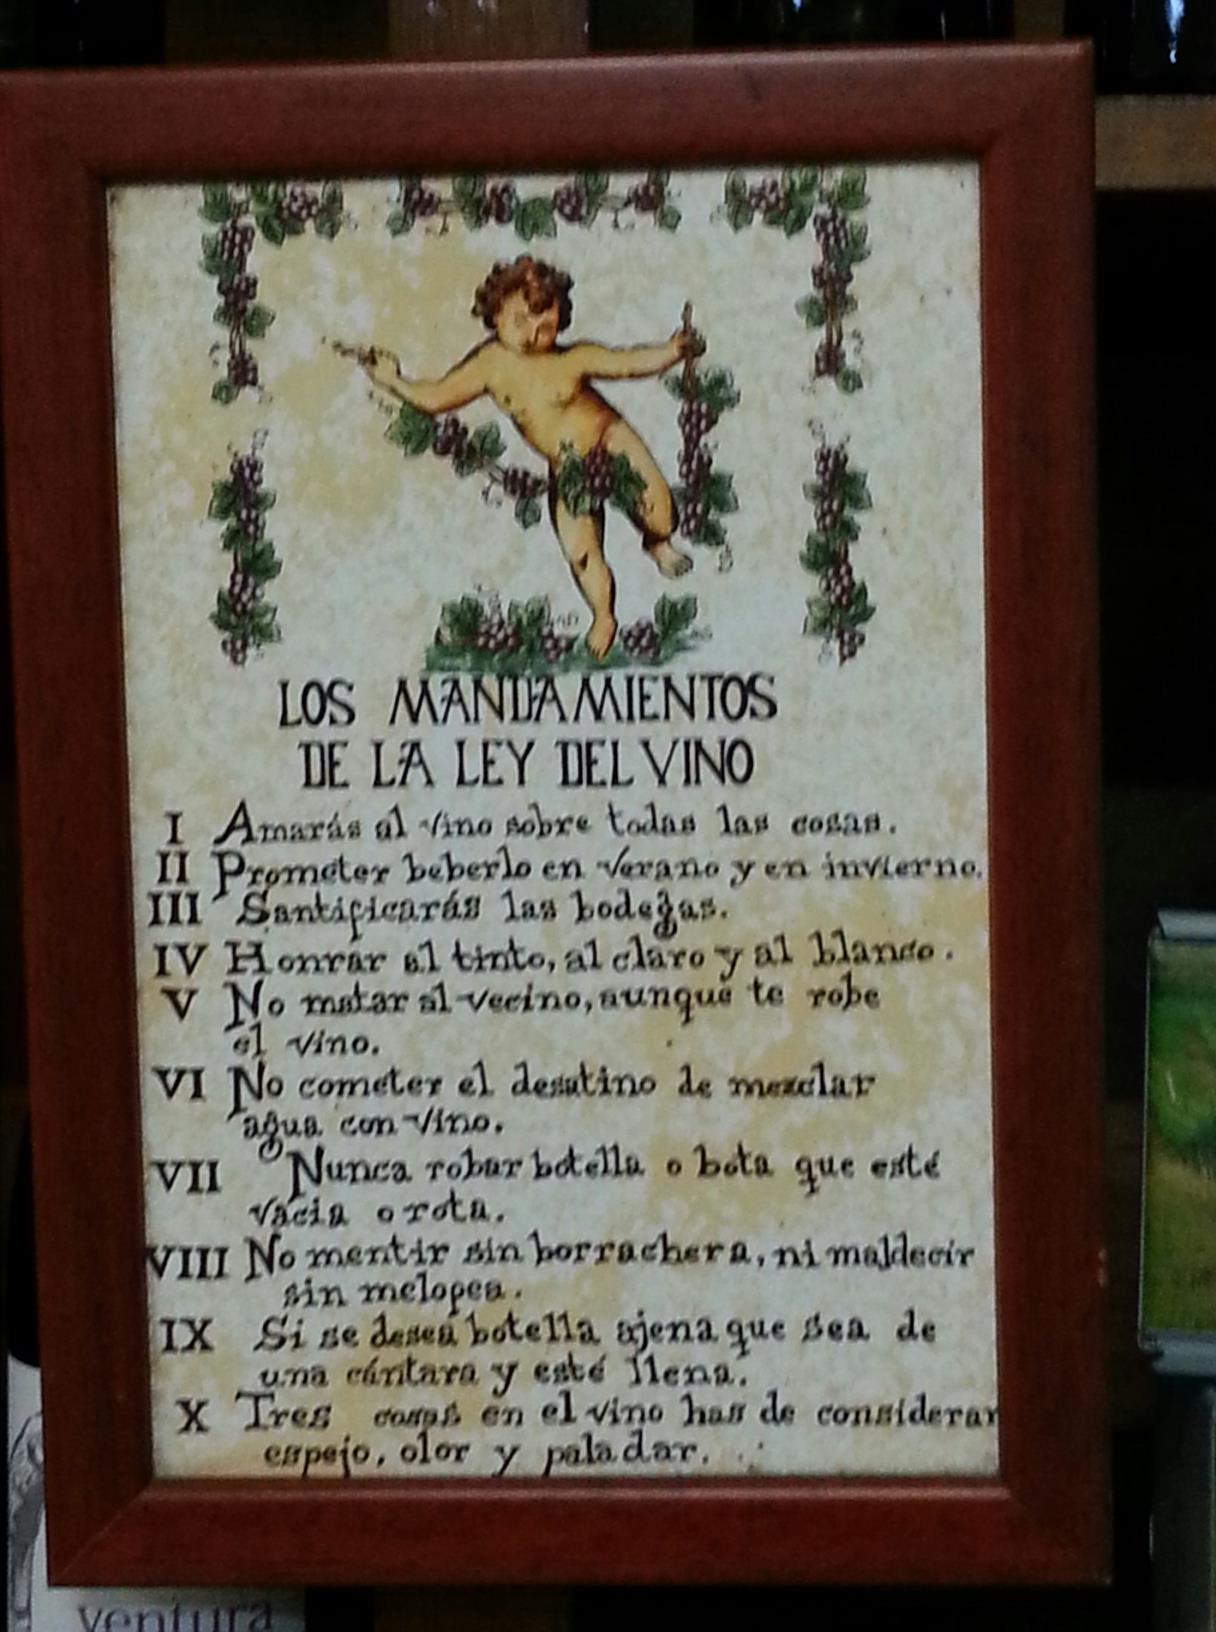 LOS MANDAMIENTOS
DE LA LEY DEL VINO
I Amarás al vino sobre todas las cosas.
II Prometer beberlo en verano y en invierno.
III Santificarás las bodegas.
IV Honrar al tinto, al claro y al blanco.
V No matar al vecino, aunque te robe
el vino.
VI No cometer el desatino de mezclar
agua con vino.
VII Nunca robar botella o bota que esté
vacia o rota.
VIII No mentir sin borrachera, ni maldecir
sin melopea.
IX Si se desea botella ajena que sea de
una cántara y esté llena.
X Tres cosas en el vino has de considerar
espejo, olor y paladar.
ventura